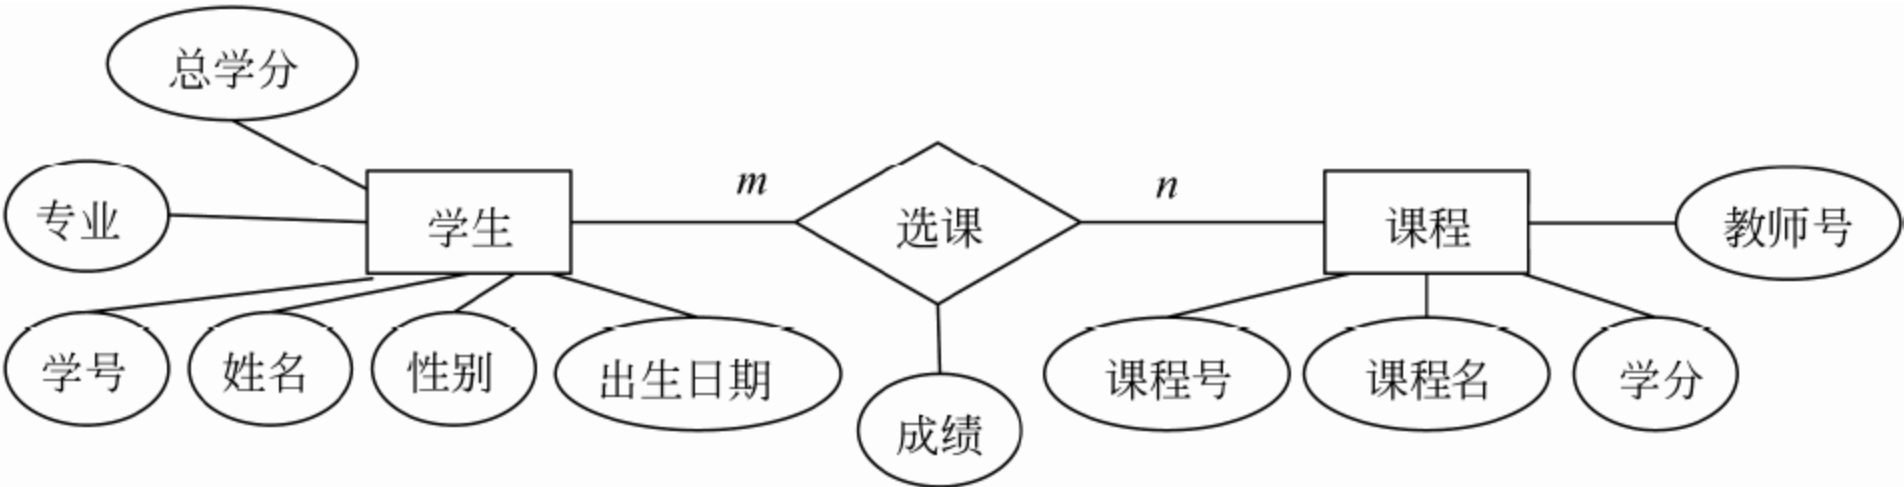 总学分
专业
学生
m
选课
n
课程
教师号
学号
姓名
性别
出生日期
成绩
课程号
课程名
学分